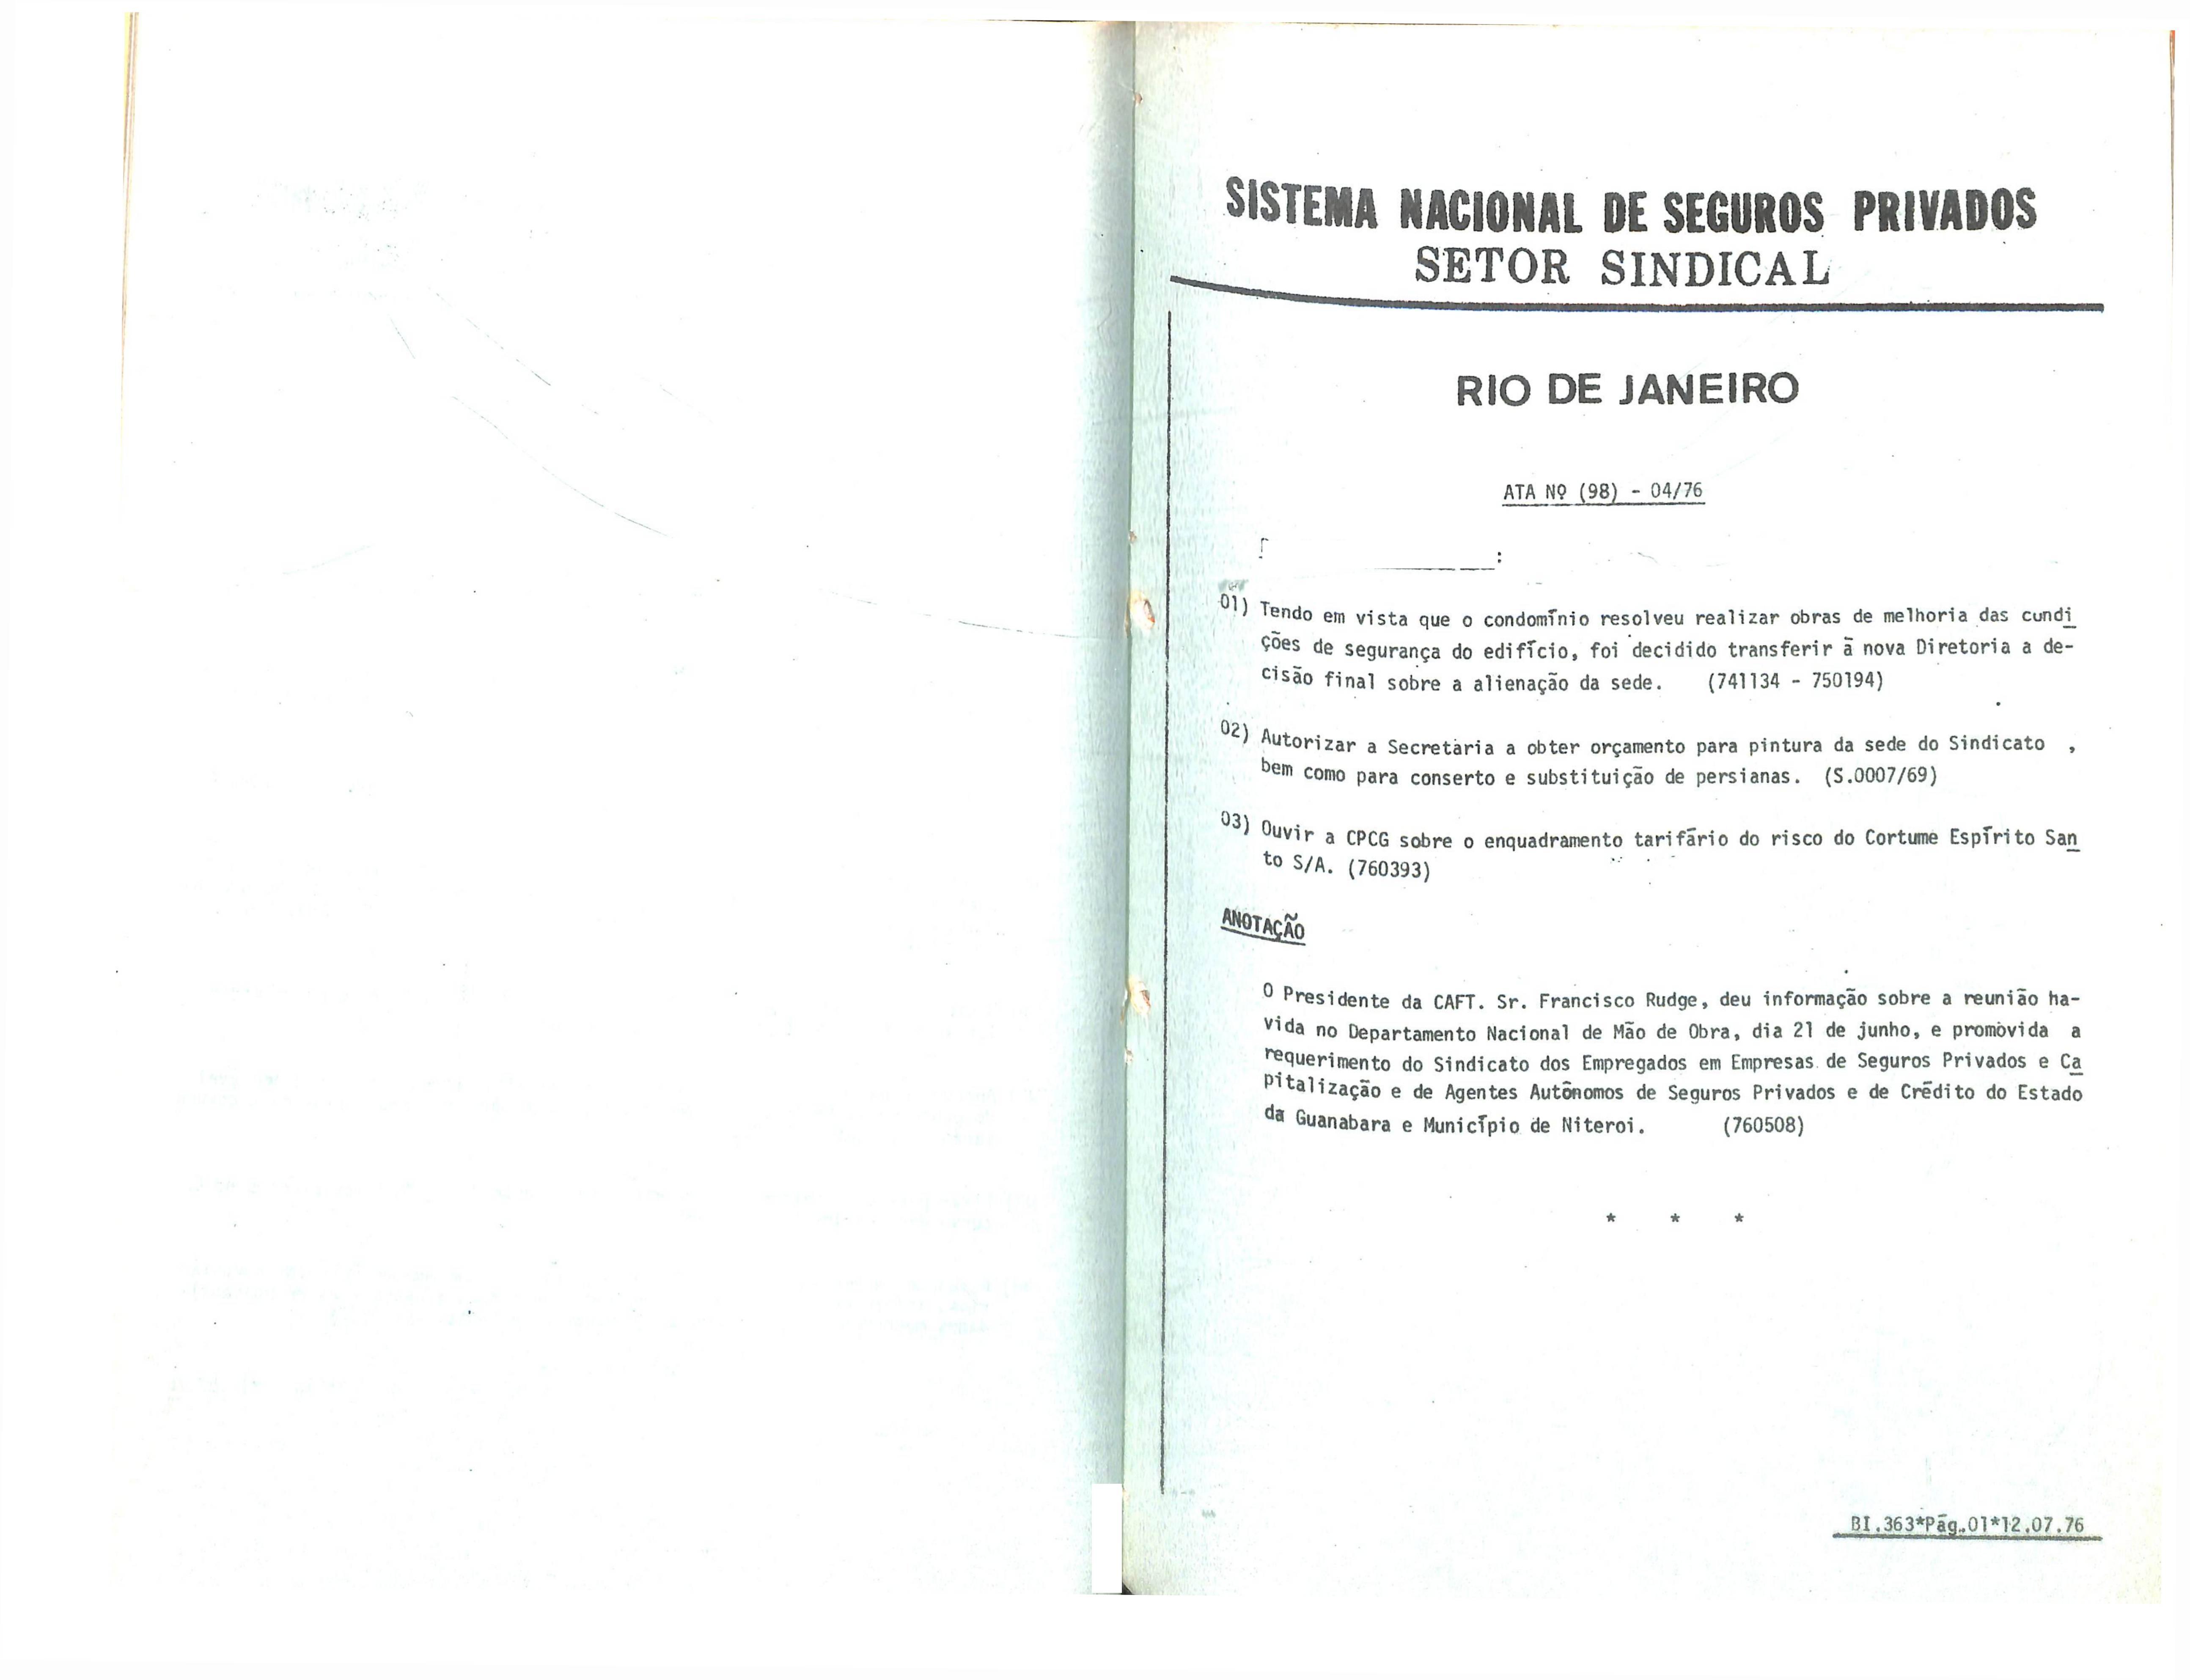 SISTEMA NACIONAL DE SEGUROS PRIVADOS
SETOR SINDICAL
RIO DE JANEIRO
ATA Nº (98) - 04/76
:
01) Tendo em vista que o condomínio resolveu realizar obras de melhoria das cundi
ções de segurança do edifício, foi decidido transferir ã nova Diretoria a de-
cisão final sobre a alienação da sede. (741134 - 750194)
02) Autorizar a Secretaria a obter orçamento para pintura da sede do Sindicato ,
bem como para conserto e substituição de persianas. (S.0007/69)
03) Ouvir a CPCG sobre o enquadramento tarifário do risco do Cortume Espírito San
to S/A. (760393)
ANOTAÇÃO
O Presidente da CAFT. Sr. Francisco Rudge, deu informação sobre a reunião ha-
vida no Departamento Nacional de Mão de Obra, dia 21 de junho, e promovida a
requerimento do Sindicato dos Empregados em Empresas de Seguros Privados e Ca
pitalização e de Agentes Autônomos de Seguros Privados e de Crédito do Estado
da Guanabara e Município de Niteroi. (760508)
* * *
BI.363*Pág.01*12.07.76